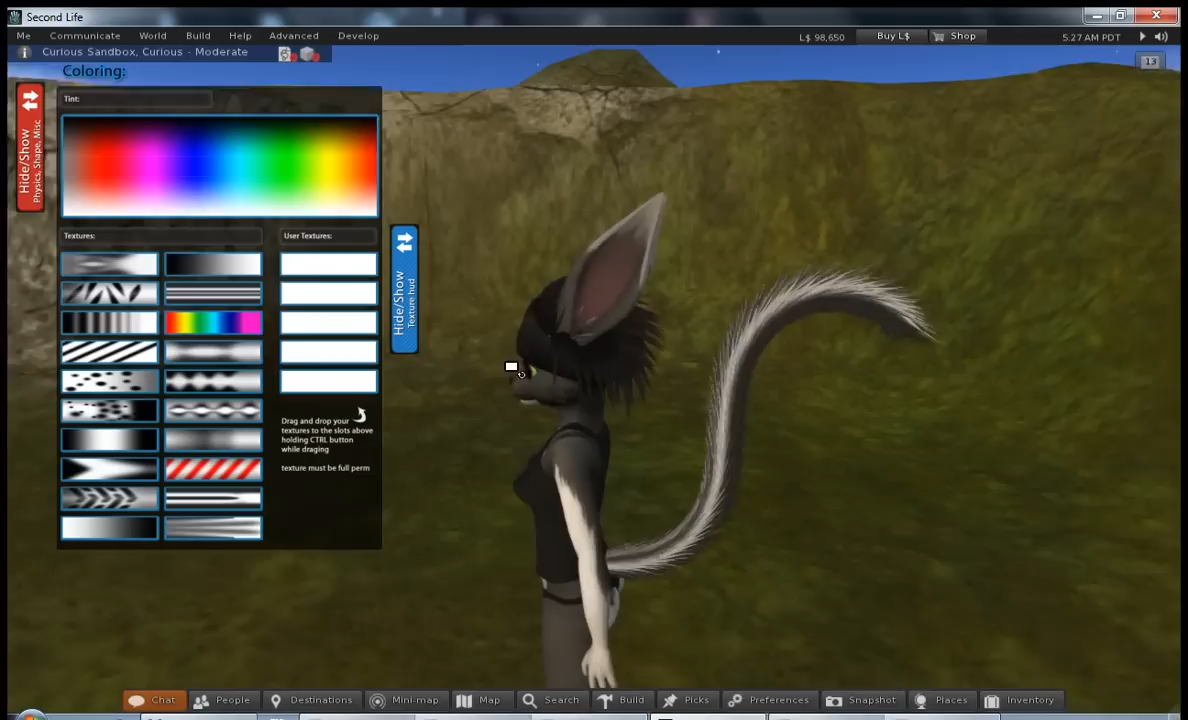 Second Life
Me Communicate World Build Help Advanced Develop
L$ 98,650 Buy L$ Shop 5:27 AM PDT
Curious Sandbox, Curious - Moderate
13
Coloring:
Tint:
Hide/Show
Physics, Shape, Misc
Textures: User Textures:
Hide/Show
Texture hud
Drag and drop your
textures to the slots above
holding CTRL button
while draging
texture must be full perm
Chat People Destinations Mini-map Map Search Build Picks Preferences Snapshot Places Inventory